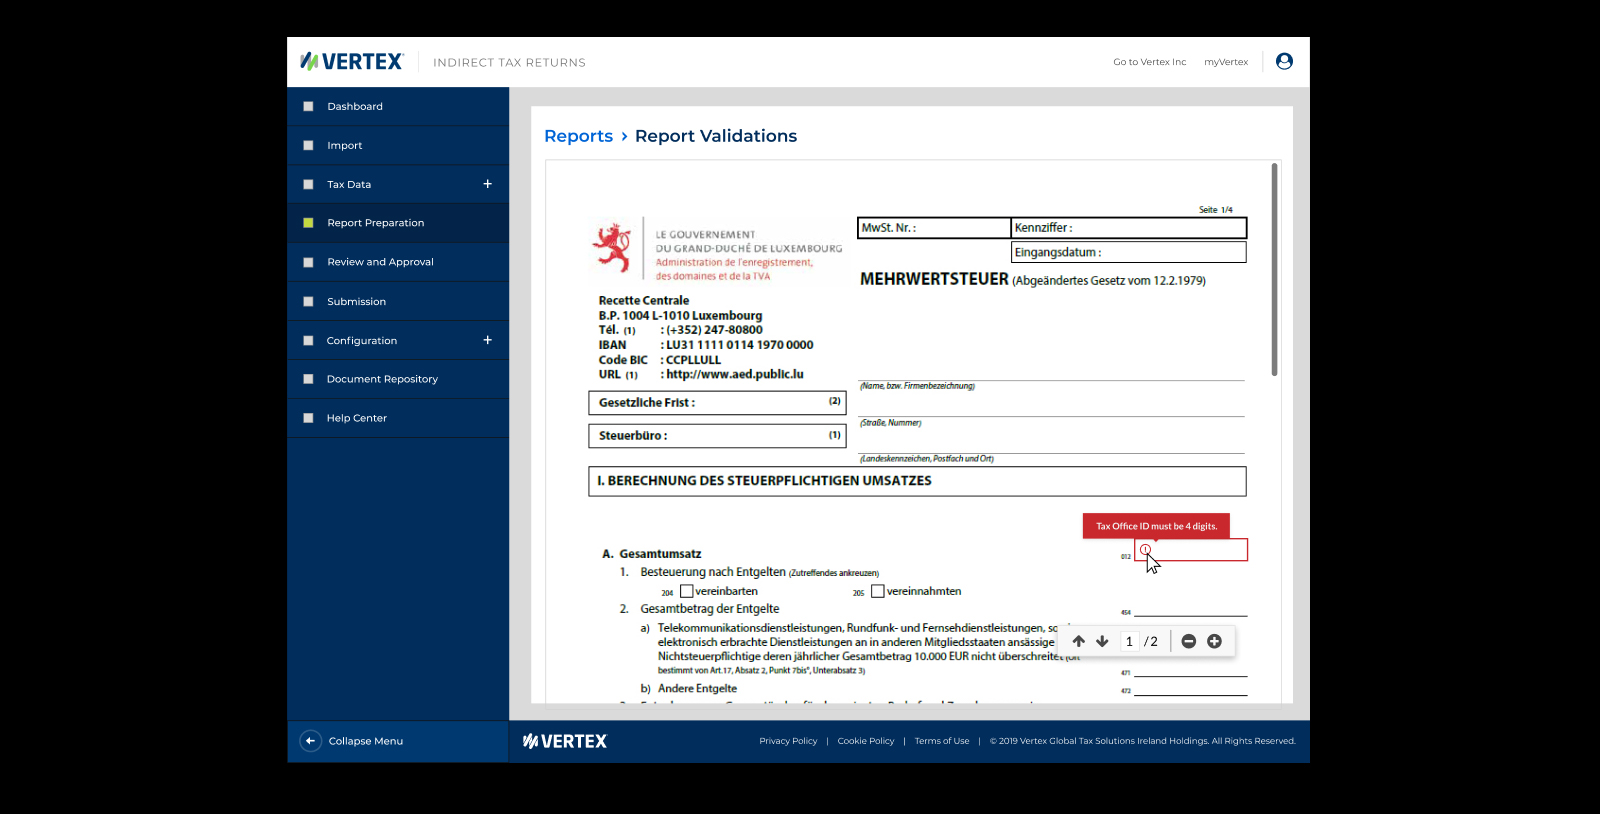 VERTEX
INDIRECT TAX RETURNS
Go to Vertex Inc
myVertex
Dashboard
Import
Tax Data +
Report Preparation
Review and Approval
Submission
Configuration +
Document Repository
Help Center
Collapse Menu
Reports › Report Validations
Seite 1/4
LE GOUVERNEMENT
DU GRAND-DUCHÉ DE LUXEMBOURG
Administration de l'enregistrement,
des domaines et de la TVA
MwSt. Nr. :
Kennziffer :
Eingangsdatum :
MEHRWERTSTEUER (Abgeändertes Gesetz vom 12.2.1979)
Recette Centrale
B.P. 1004 L-1010 Luxembourg
Tél. (1) : (+352) 247-80800
IBAN : LU31 1111 0114 1970 0000
Code BIC : CCPLLULL
URL (1) : http://www.aed.public.lu
(Name, bzw. Firmenbezeichnung)
Gesetzliche Frist : (2)
(Straße, Nummer)
Steuerbüro : (1)
(Landeskennzeichen, Postfach und Ort)
I. BERECHNUNG DES STEUERPFLICHTIGEN UMSATZES
Tax Office ID must be 4 digits.
A. Gesamtumsatz 012
1. Besteuerung nach Entgelten (Zutreffendes ankreuzen)
204 vereinbarten 205 vereinnahmten
2. Gesamtbetrag der Entgelte 454
a) Telekommunikationsdienstleistungen, Rundfunk- und Fernsehdienstleistungen,
elektronisch erbrachte Dienstleistungen an in anderen Mitgliedsstaaten ansässige
Nichtsteuerpflichtige deren jährlicher Gesamtbetrag 10.000 EUR nicht überschreitet
bestimmt von Art.17, Absatz 2, Punkt 7bis°, Unterabsatz 3) 471
b) Andere Entgelte 472
1 / 2
VERTEX
Privacy Policy | Cookie Policy | Terms of Use | © 2019 Vertex Global Tax Solutions Ireland Holdings. All Rights Reserved.